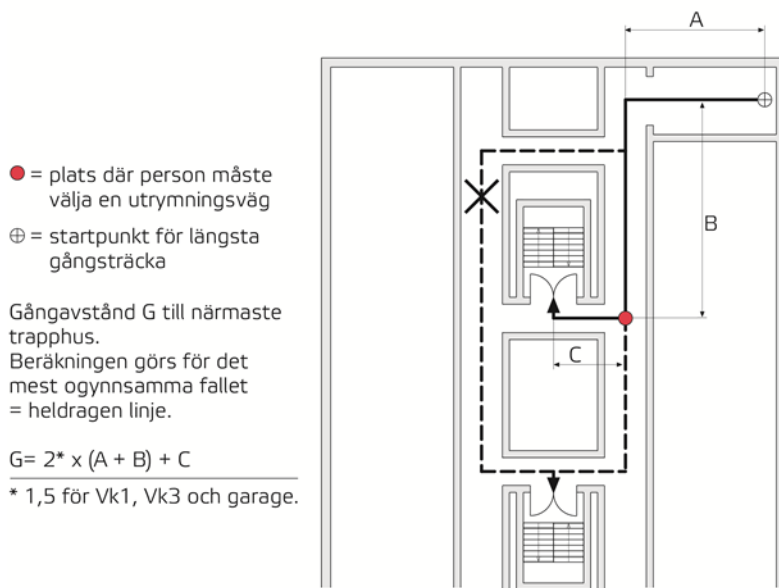 A
= plats där person måste
välja en utrymningsväg
= startpunkt för längsta
gångsträcka
B
Gångavstånd G till närmaste
trapphus.
Beräkningen görs för det
mest ogynnsamma fallet
= heldragen linje.
C
G= 2* x (A + B) + C
* 1,5 för Vk1, Vk3 och garage.